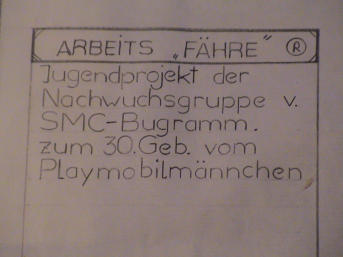 ARBEITS „FÄHRE“ ®
Jugendprojekt der
Nachwuchsgruppe v.
SMC-Bugramm.
zum 30.Geb. vom
Playmobilmännchen